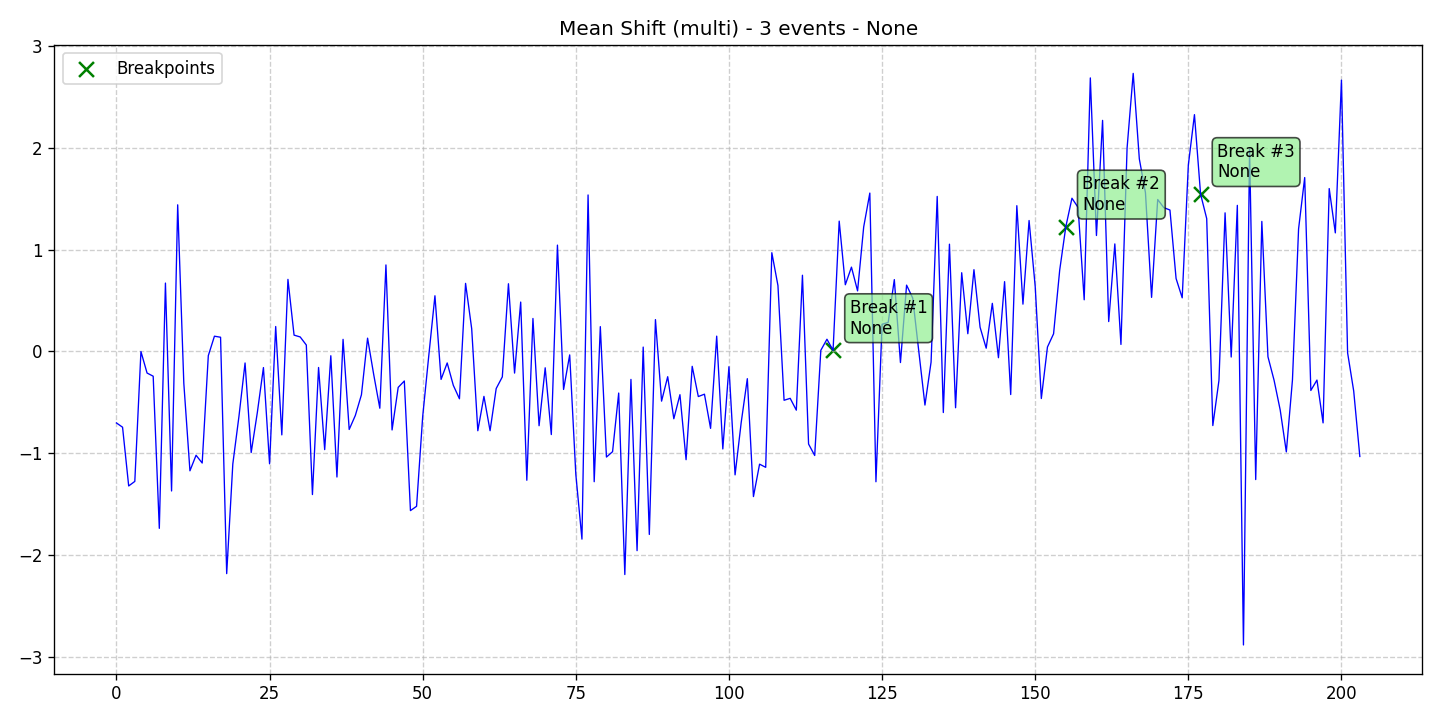 Mean Shift (multi) - 3 events - None
Breakpoints
3
2
1
0
−1
−2
−3
Break #1
None
Break #2
None
Break #3
None
0 25 50 75 100 125 150 175 200